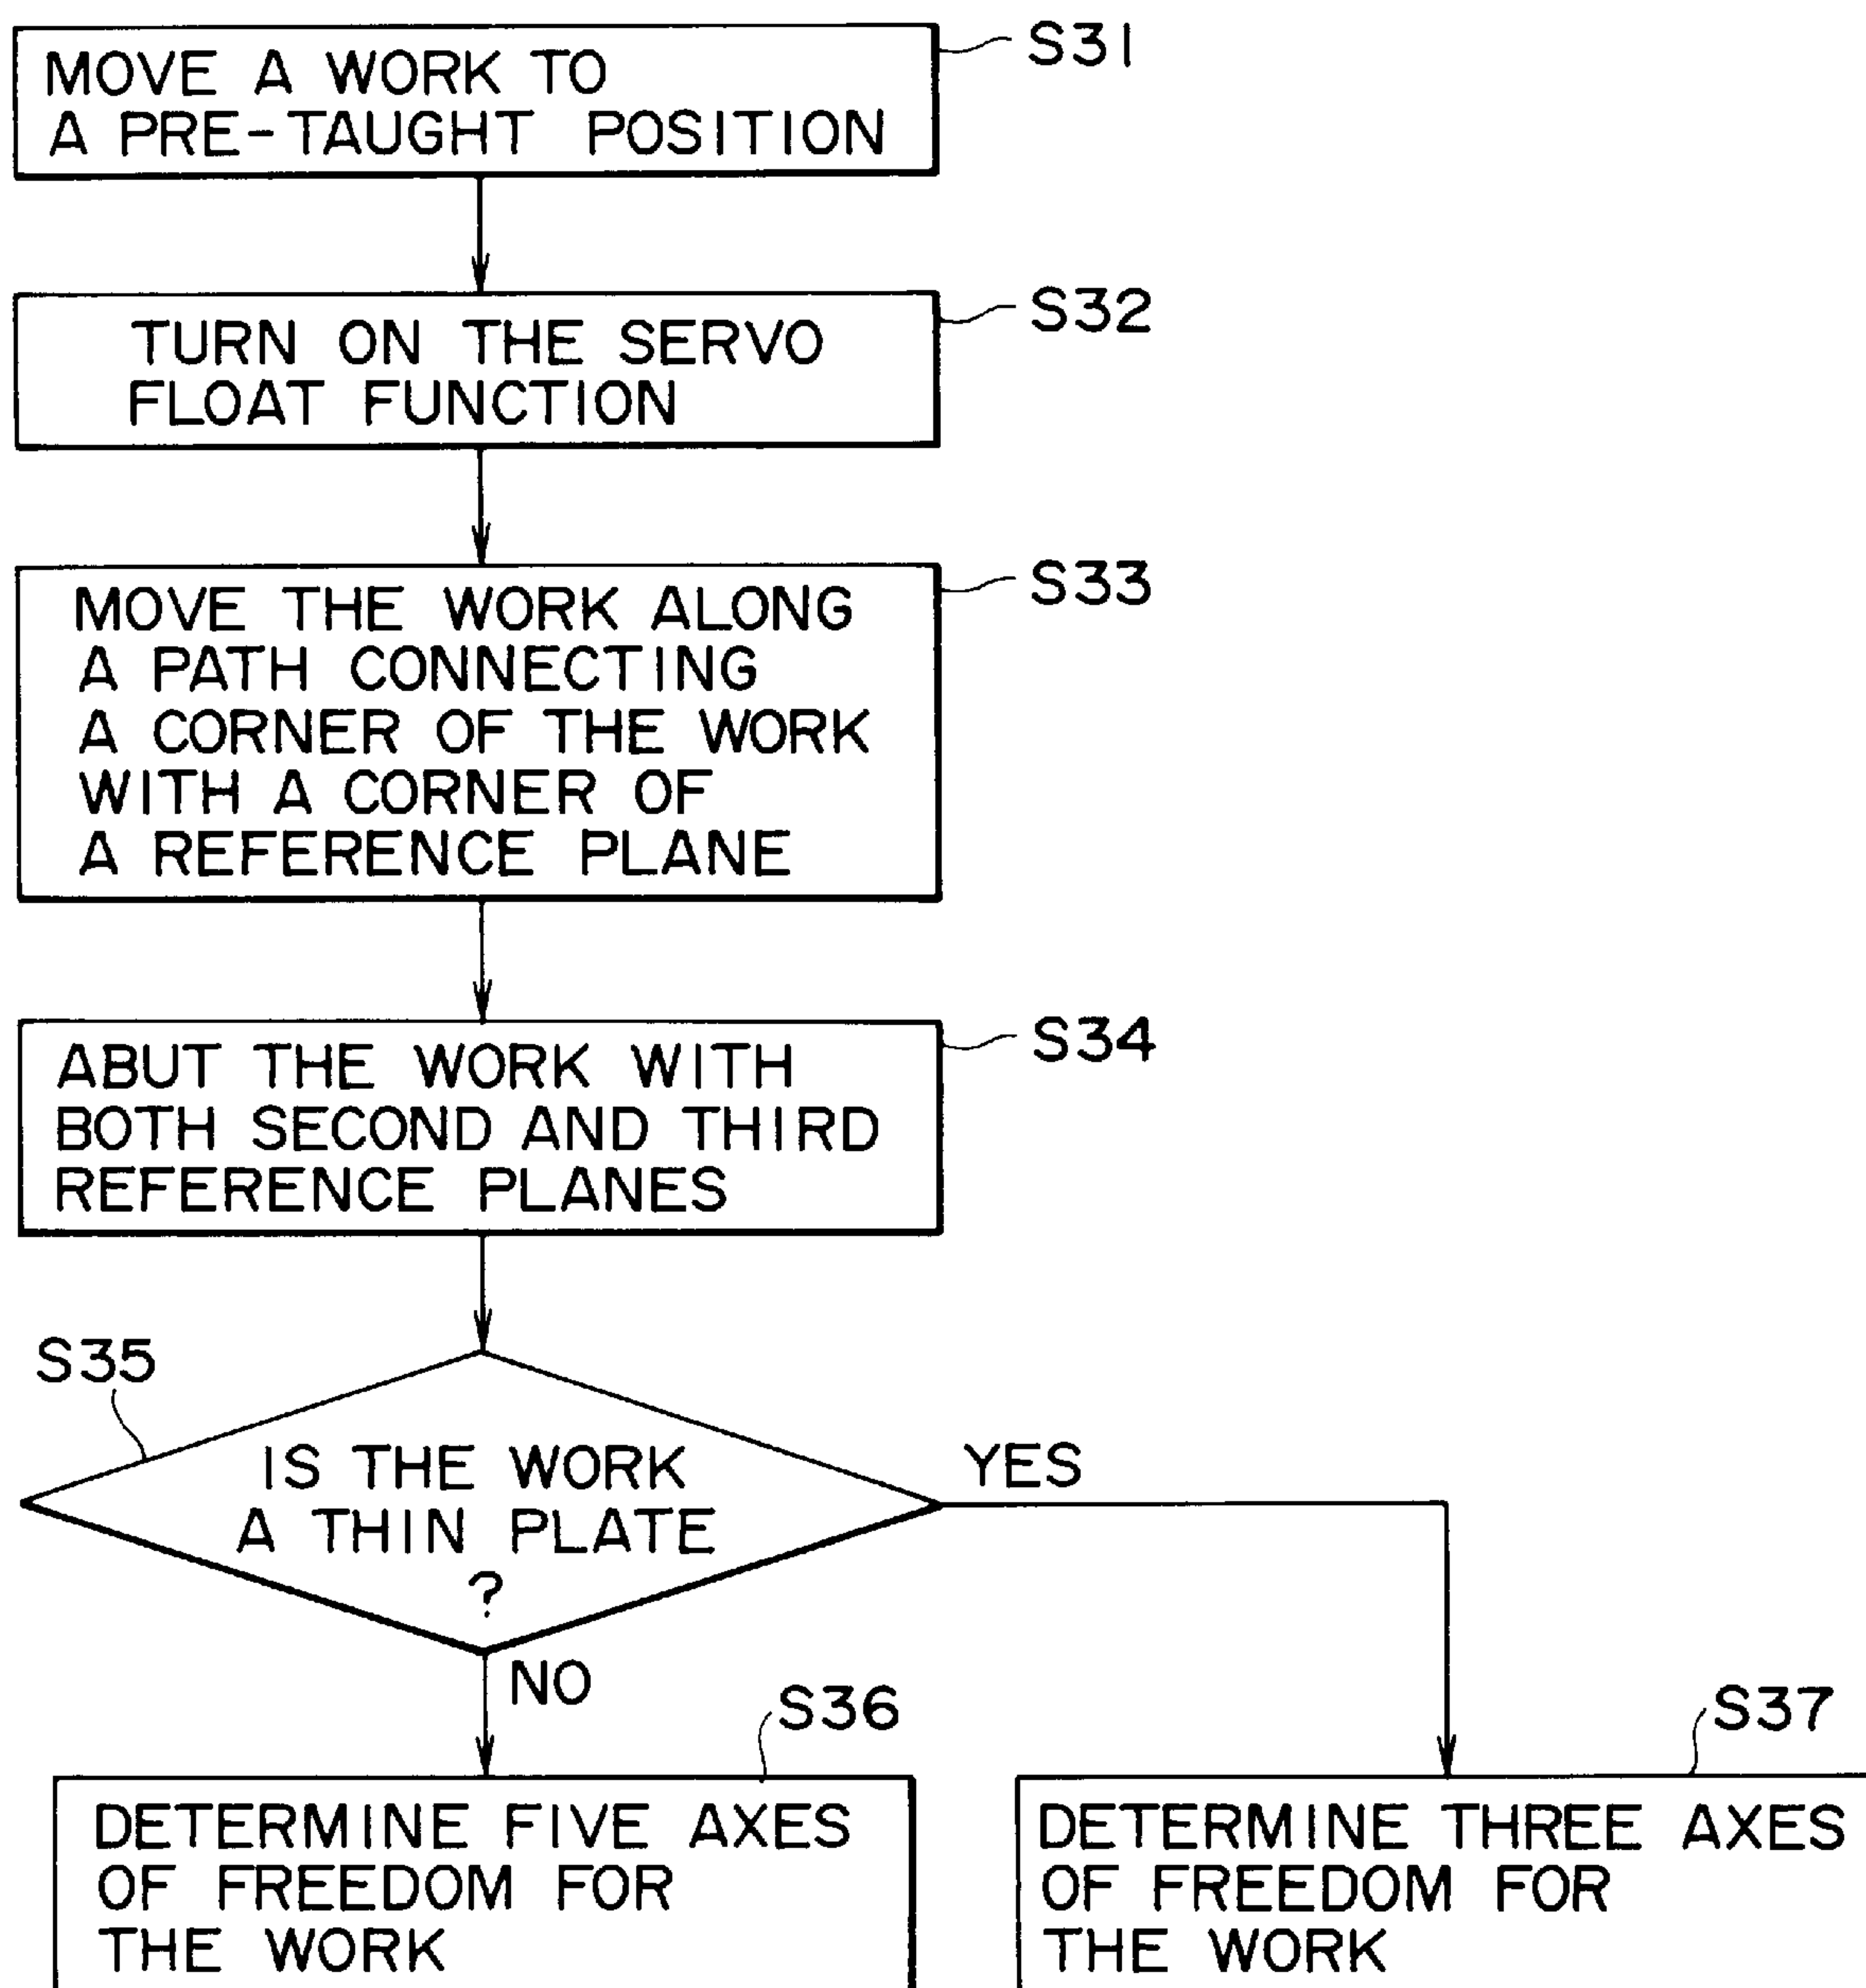 S31
MOVE A WORK TO
A PRE-TAUGHT POSITION
S32
TURN ON THE SERVO
FLOAT FUNCTION
S33
MOVE THE WORK ALONG
A PATH CONNECTING
A CORNER OF THE WORK
WITH A CORNER OF
A REFERENCE PLANE
S34
ABUT THE WORK WITH
BOTH SECOND AND THIRD
REFERENCE PLANES
S35
IS THE WORK
A THIN PLATE
?
YES
NO
S36
DETERMINE FIVE AXES
OF FREEDOM FOR
THE WORK
S37
DETERMINE THREE AXES
OF FREEDOM FOR
THE WORK